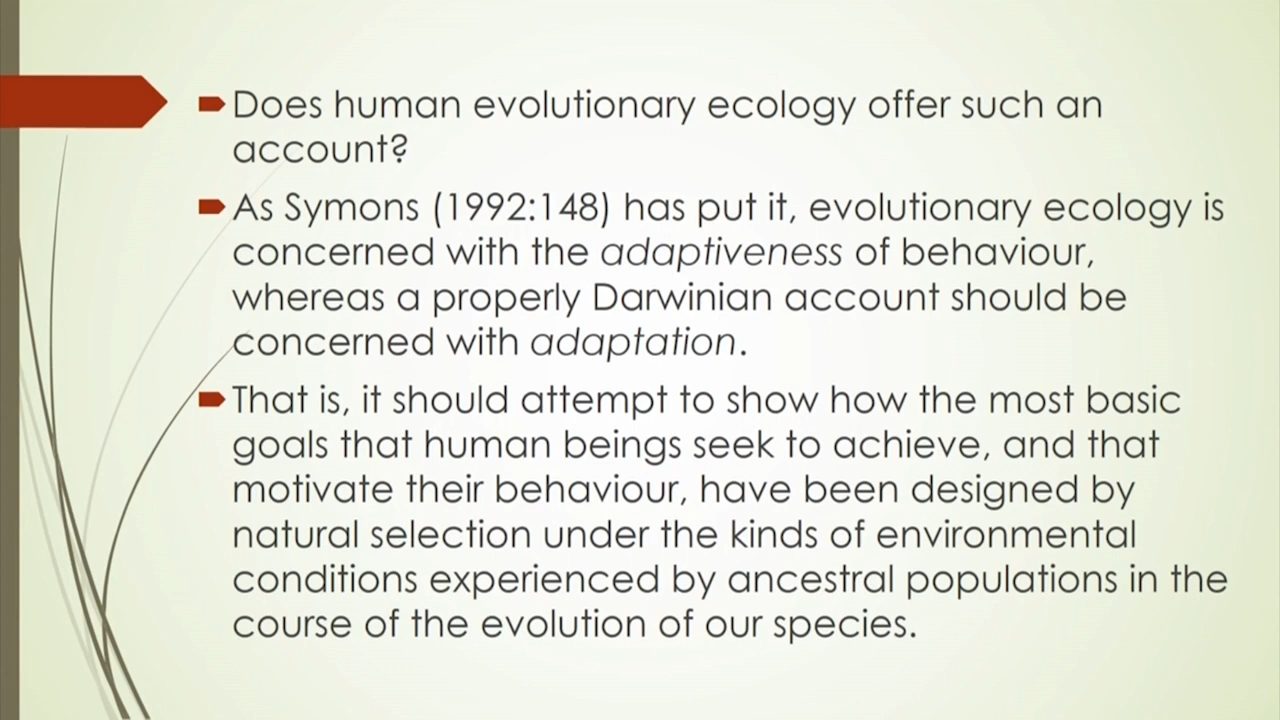 Does human evolutionary ecology offer such an
account?
As Symons (1992:148) has put it, evolutionary ecology is
concerned with the adaptiveness of behaviour,
whereas a properly Darwinian account should be
concerned with adaptation.
That is, it should attempt to show how the most basic
goals that human beings seek to achieve, and that
motivate their behaviour, have been designed by
natural selection under the kinds of environmental
conditions experienced by ancestral populations in the
course of the evolution of our species.